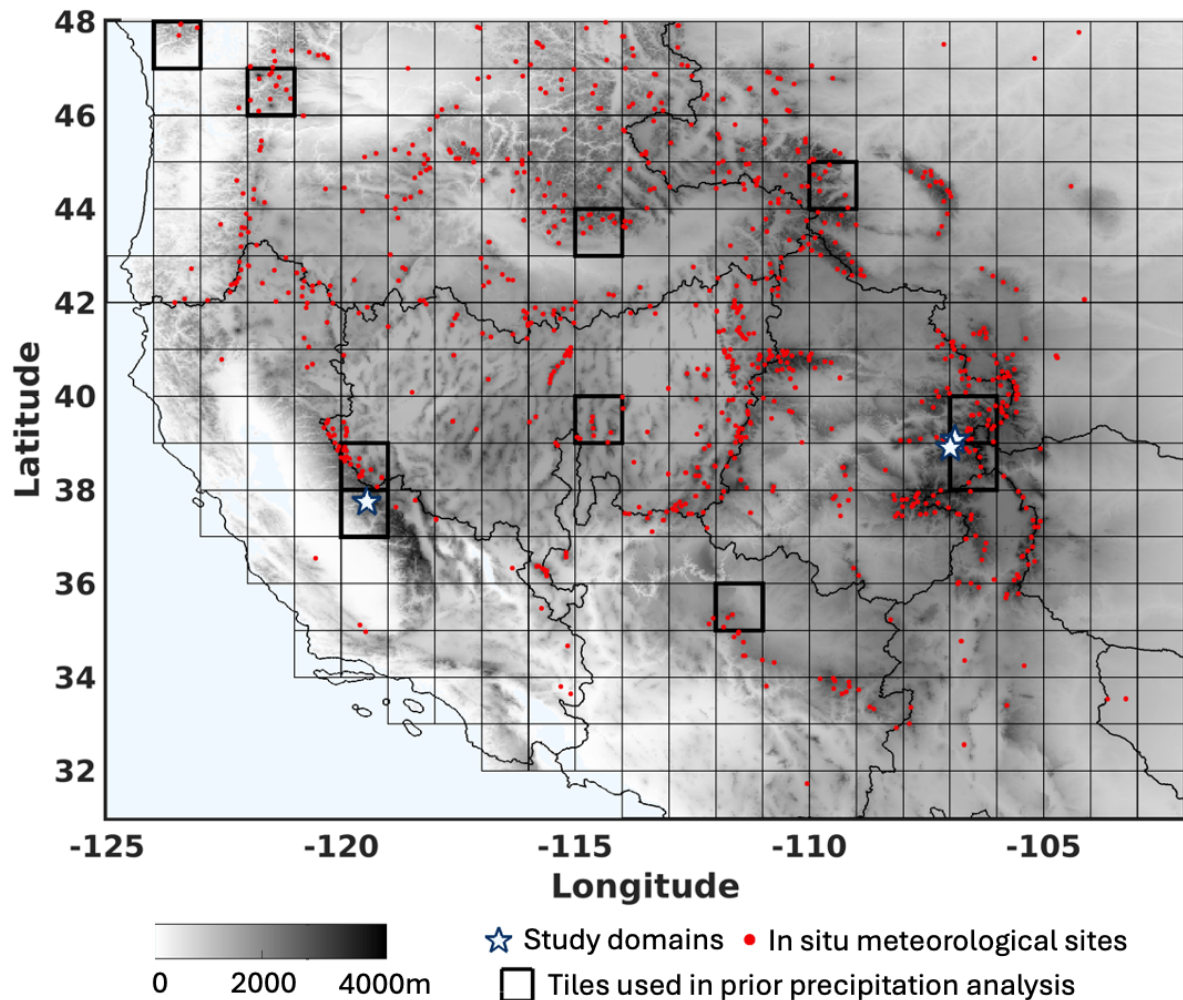 48
46
44
42
40
38
36
34
32
Latitude
-125 -120 -115 -110 -105
Longitude
0 2000 4000m
Study domains
In situ meteorological sites
Tiles used in prior precipitation analysis